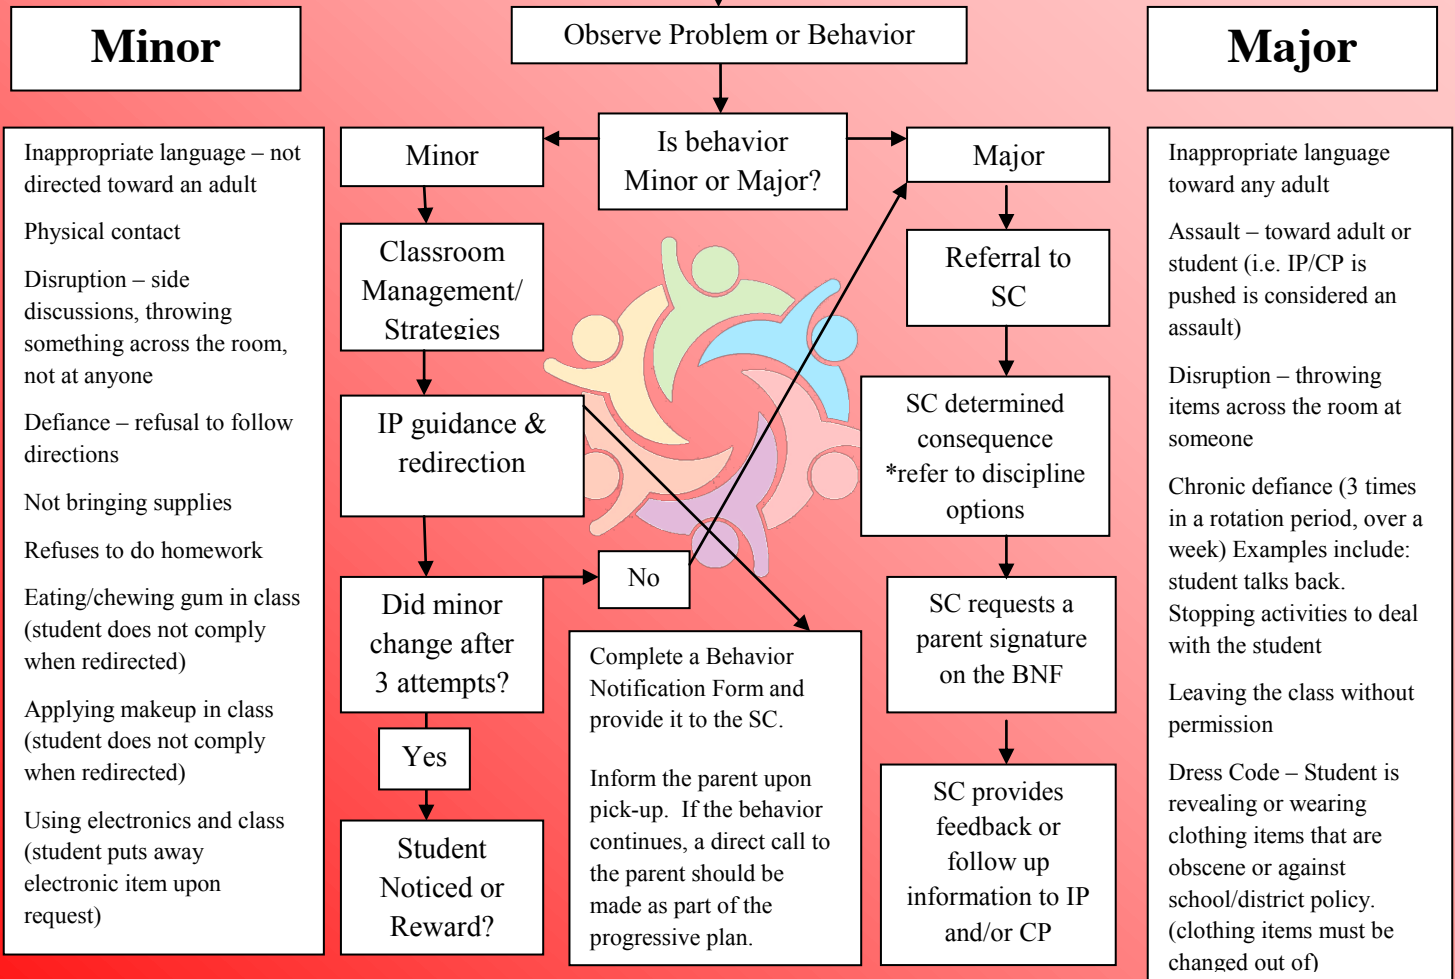 Minor
Inappropriate language – not
directed toward an adult
Physical contact
Disruption – side
discussions, throwing
something across the room,
not at anyone
Defiance – refusal to follow
directions
Not bringing supplies
Refuses to do homework
Eating/chewing gum in class
(student does not comply
when redirected)
Applying makeup in class
(student does not comply
when redirected)
Using electronics and class
(student puts away
electronic item upon
request)
Observe Problem or Behavior
Is behavior
Minor or Major?
Minor
Classroom
Management/
Strategies
IP guidance &
redirection
Did minor
change after
3 attempts?
No
Yes
Student
Noticed or
Reward?
Complete a Behavior
Notification Form and
provide it to the SC.
Inform the parent upon
pick-up. If the behavior
continues, a direct call to
the parent should be
made as part of the
progressive plan.
Major
Referral to
SC
SC determined
consequence
*refer to discipline
options
SC requests a
parent signature
on the BNF
SC provides
feedback or
follow up
information to IP
and/or CP
Major
Inappropriate language
toward any adult
Assault – toward adult or
student (i.e. IP/CP is
pushed is considered an
assault)
Disruption – throwing
items across the room at
someone
Chronic defiance (3 times
in a rotation period, over a
week) Examples include:
student talks back.
Stopping activities to deal
with the student
Leaving the class without
permission
Dress Code – Student is
revealing or wearing
clothing items that are
obscene or against
school/district policy.
(clothing items must be
changed out of)